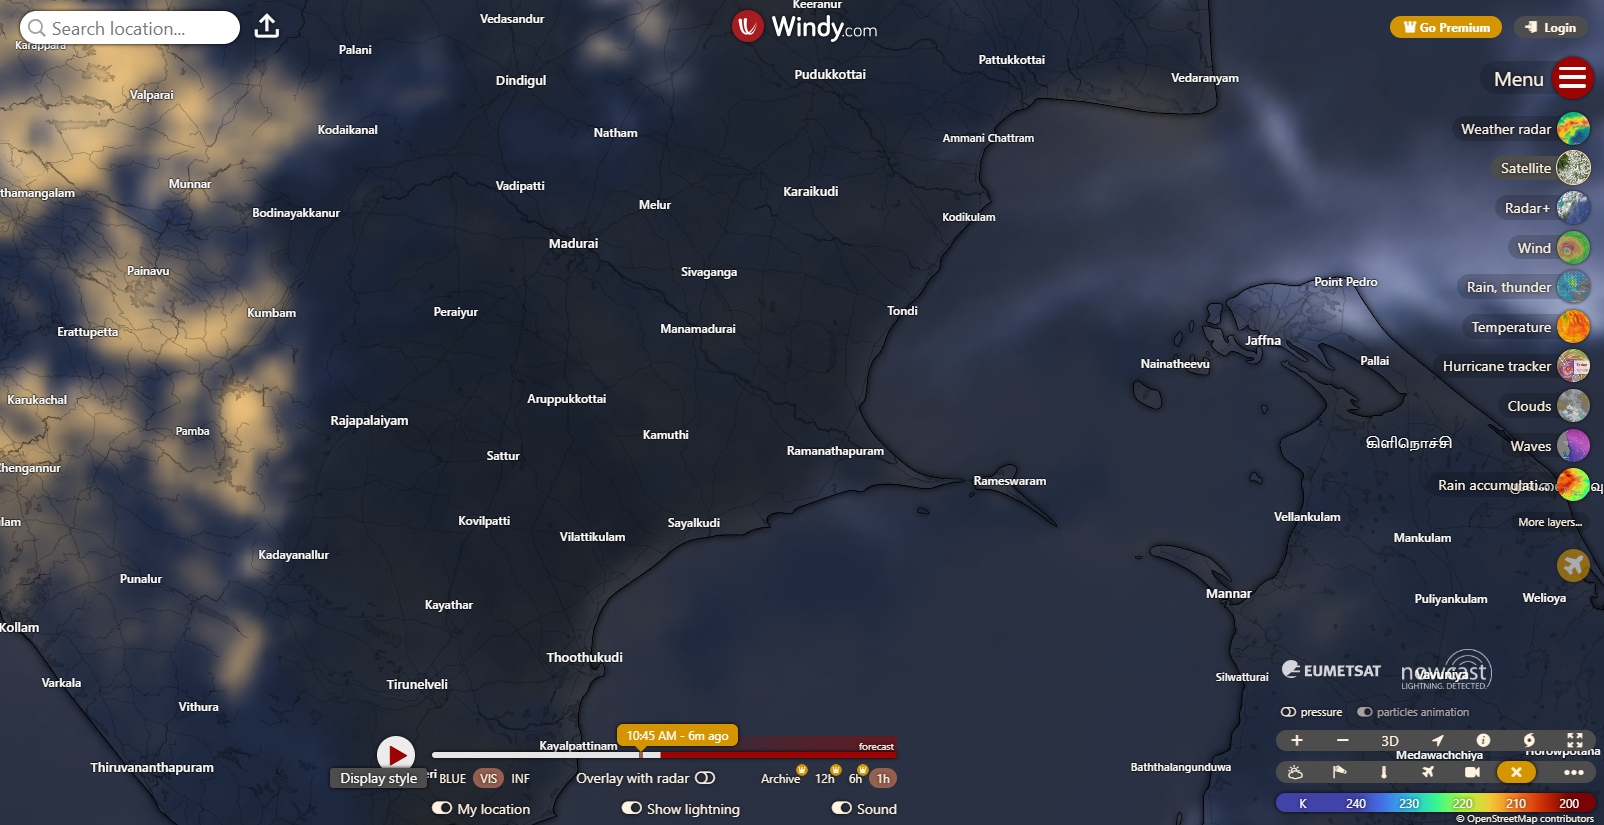 Search location...
Windy.com
Go Premium
Login
Menu
Weather radar
Satellite
Radar+
Wind
Rain, thunder
Temperature
Hurricane tracker
Clouds
Waves
Rain accumulati...
More layers...
Keeranur
Vedasandur
Karappara
Palani
Pattukkottai
Dindigul
Pudukkottai
Vedaranyam
Valparai
Kodaikanal
Natham
Ammani Chattram
Munnar
Vadipatti
Karaikudi
thamangalam
Bodinayakkanur
Melur
Kodikulam
Madurai
Painavu
Sivaganga
Point Pedro
Kumbam
Peraiyur
Tondi
Erattupetta
Manamadurai
Jaffna
Nainatheevu
Pallai
Karukachal
Aruppukkottai
Rajapalaiyam
Pamba
Kamuthi
கிளிநொச்சி
Sattur
Ramanathapuram
Chengannur
Rameswaram
lam
Kovilpatti
Sayalkudi
Vellankulam
Vilattikulam
Mankulam
Kadayanallur
Punalur
Mannar
Kayathar
Puliyankulam
Welioya
Kollam
Thoothukudi
Varkala
Tirunelveli
Silwatturai
Vavuniya
Vithura
EUMETSAT
nowcast
LIGHTNING. DETECTED.
pressure
particles animation
10:45 AM - 6m ago
Kayalpattinam
forecast
3D
Medawachchiya
Horowpotana
Thiruvananthapuram
Baththalangunduwa
Display style
eri
BLUE
VIS
INF
Overlay with radar
Archive
12h
6h
1h
My location
Show lightning
Sound
K 240 230 220 210 200
© OpenStreetMap contributors